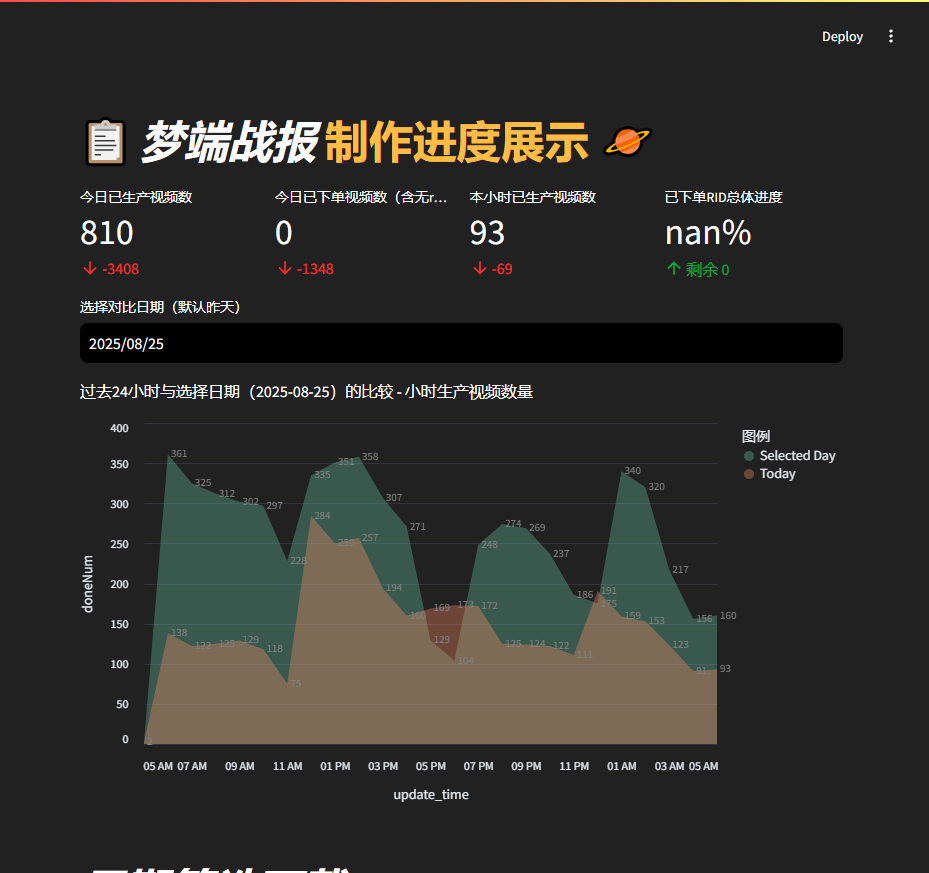 Deploy
梦端战报 制作进度展示
今日已生产视频数
810
-3408
今日已下单视频数（含无r...
0
-1348
本小时已生产视频数
93
-69
已下单RID总体进度
nan%
剩余 0
选择对比日期（默认昨天）
2025/08/25
过去24小时与选择日期（2025-08-25）的比较 - 小时生产视频数量
图例
Selected Day
Today
doneNum
400
350
300
250
200
150
100
50
0
361 325 312 302 297 228 335 351 358 307 271 129 104 248 274 269 237 186 175 340 320 217 156 160
2 138 122 125 129 118 75 284 257 194 160 169 173 172 125 124 122 111 191 159 153 123 91 93
05 AM 07 AM 09 AM 11 AM 01 PM 03 PM 05 PM 07 PM 09 PM 11 PM 01 AM 03 AM 05 AM
update_time